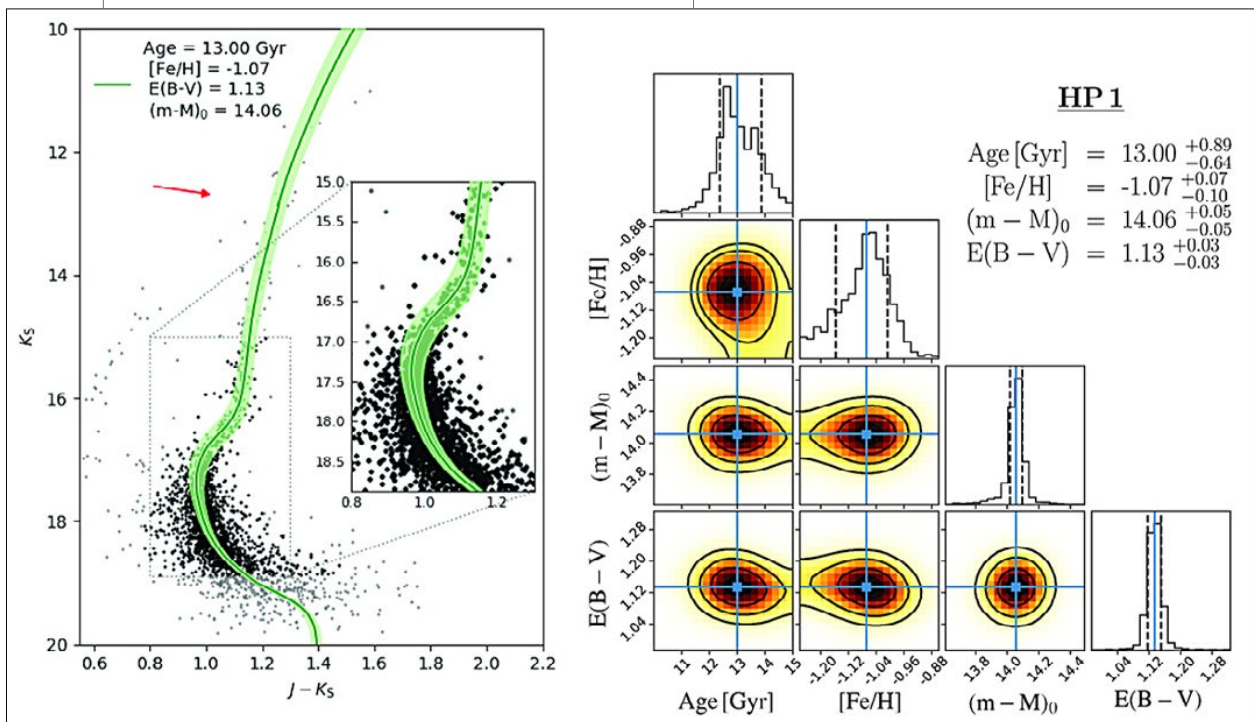 Age = 13.00 Gyr
[Fe/H] = -1.07
E(B-V) = 1.13
(m-M)₀ = 14.06
10
12
14
16
18
20
Kₛ
0.6 0.8 1.0 1.2 1.4 1.6 1.8 2.0 2.2
J − Kₛ
15.0
15.5
16.0
16.5
17.0
17.5
18.0
18.5
0.8 1.0 1.2
HP 1
Age [Gyr] = 13.00 +0.89 −0.64
[Fe/H] = -1.07 +0.07 −0.10
(m − M)₀ = 14.06 +0.05 −0.05
E(B − V) = 1.13 +0.03 −0.03
[Fe/H]
-0.88
-0.96
-1.04
-1.12
-1.20
(m − M)₀
14.4
14.2
14.0
13.8
E(B − V)
1.28
1.20
1.12
1.04
11 12 13 14 15
-1.20 -1.12 -1.04 -0.96 -0.88
13.8 14.0 14.2 14.4
1.04 1.12 1.20 1.28
Age [Gyr] [Fe/H] (m − M)₀ E(B − V)